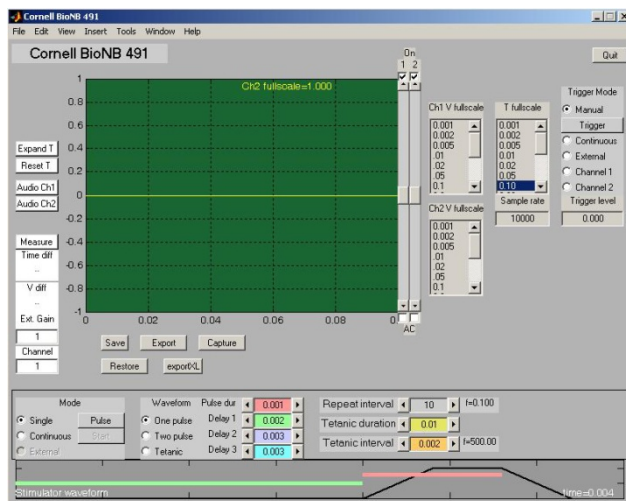 Cornell BioNB 491
File Edit View Insert Tools Window Help
Cornell BioNB 491
On
1 2
Quit
Ch2 fullscale=1.000
1
0.8
0.6
0.4
0.2
0
-0.2
-0.4
-0.6
-0.8
-1
0 0.02 0.04 0.06 0.08 0.
AC
Expand T
Reset T
Audio Ch1
Audio Ch2
Measure
Time diff
..
V diff
..
Ext. Gain
1
Channel
1
Ch1 V fullscale
0.001
0.002
0.005
.01
.02
.05
0.1
Ch2 V fullscale
0.001
0.002
0.005
.01
.02
.05
0.1
T fullscale
0.001
0.002
0.005
0.01
0.02
0.05
0.10
Sample rate
10000
Trigger Mode
Manual
Trigger
Continuous
External
Channel 1
Channel 2
Trigger level
0.000
Save Export Capture
Restore exportXL
Mode
Single Pulse
Continuous Start
External
Waveform
One pulse
Two pulse
Tetanic
Pulse dur 0.001
Delay 1 0.002
Delay 2 0.003
Delay 3 0.003
Repeat interval 10 f=0.100
Tetanic duration 0.01
Tetanic interval 0.002 f=500.00
Stimulator waveform
time=0.004